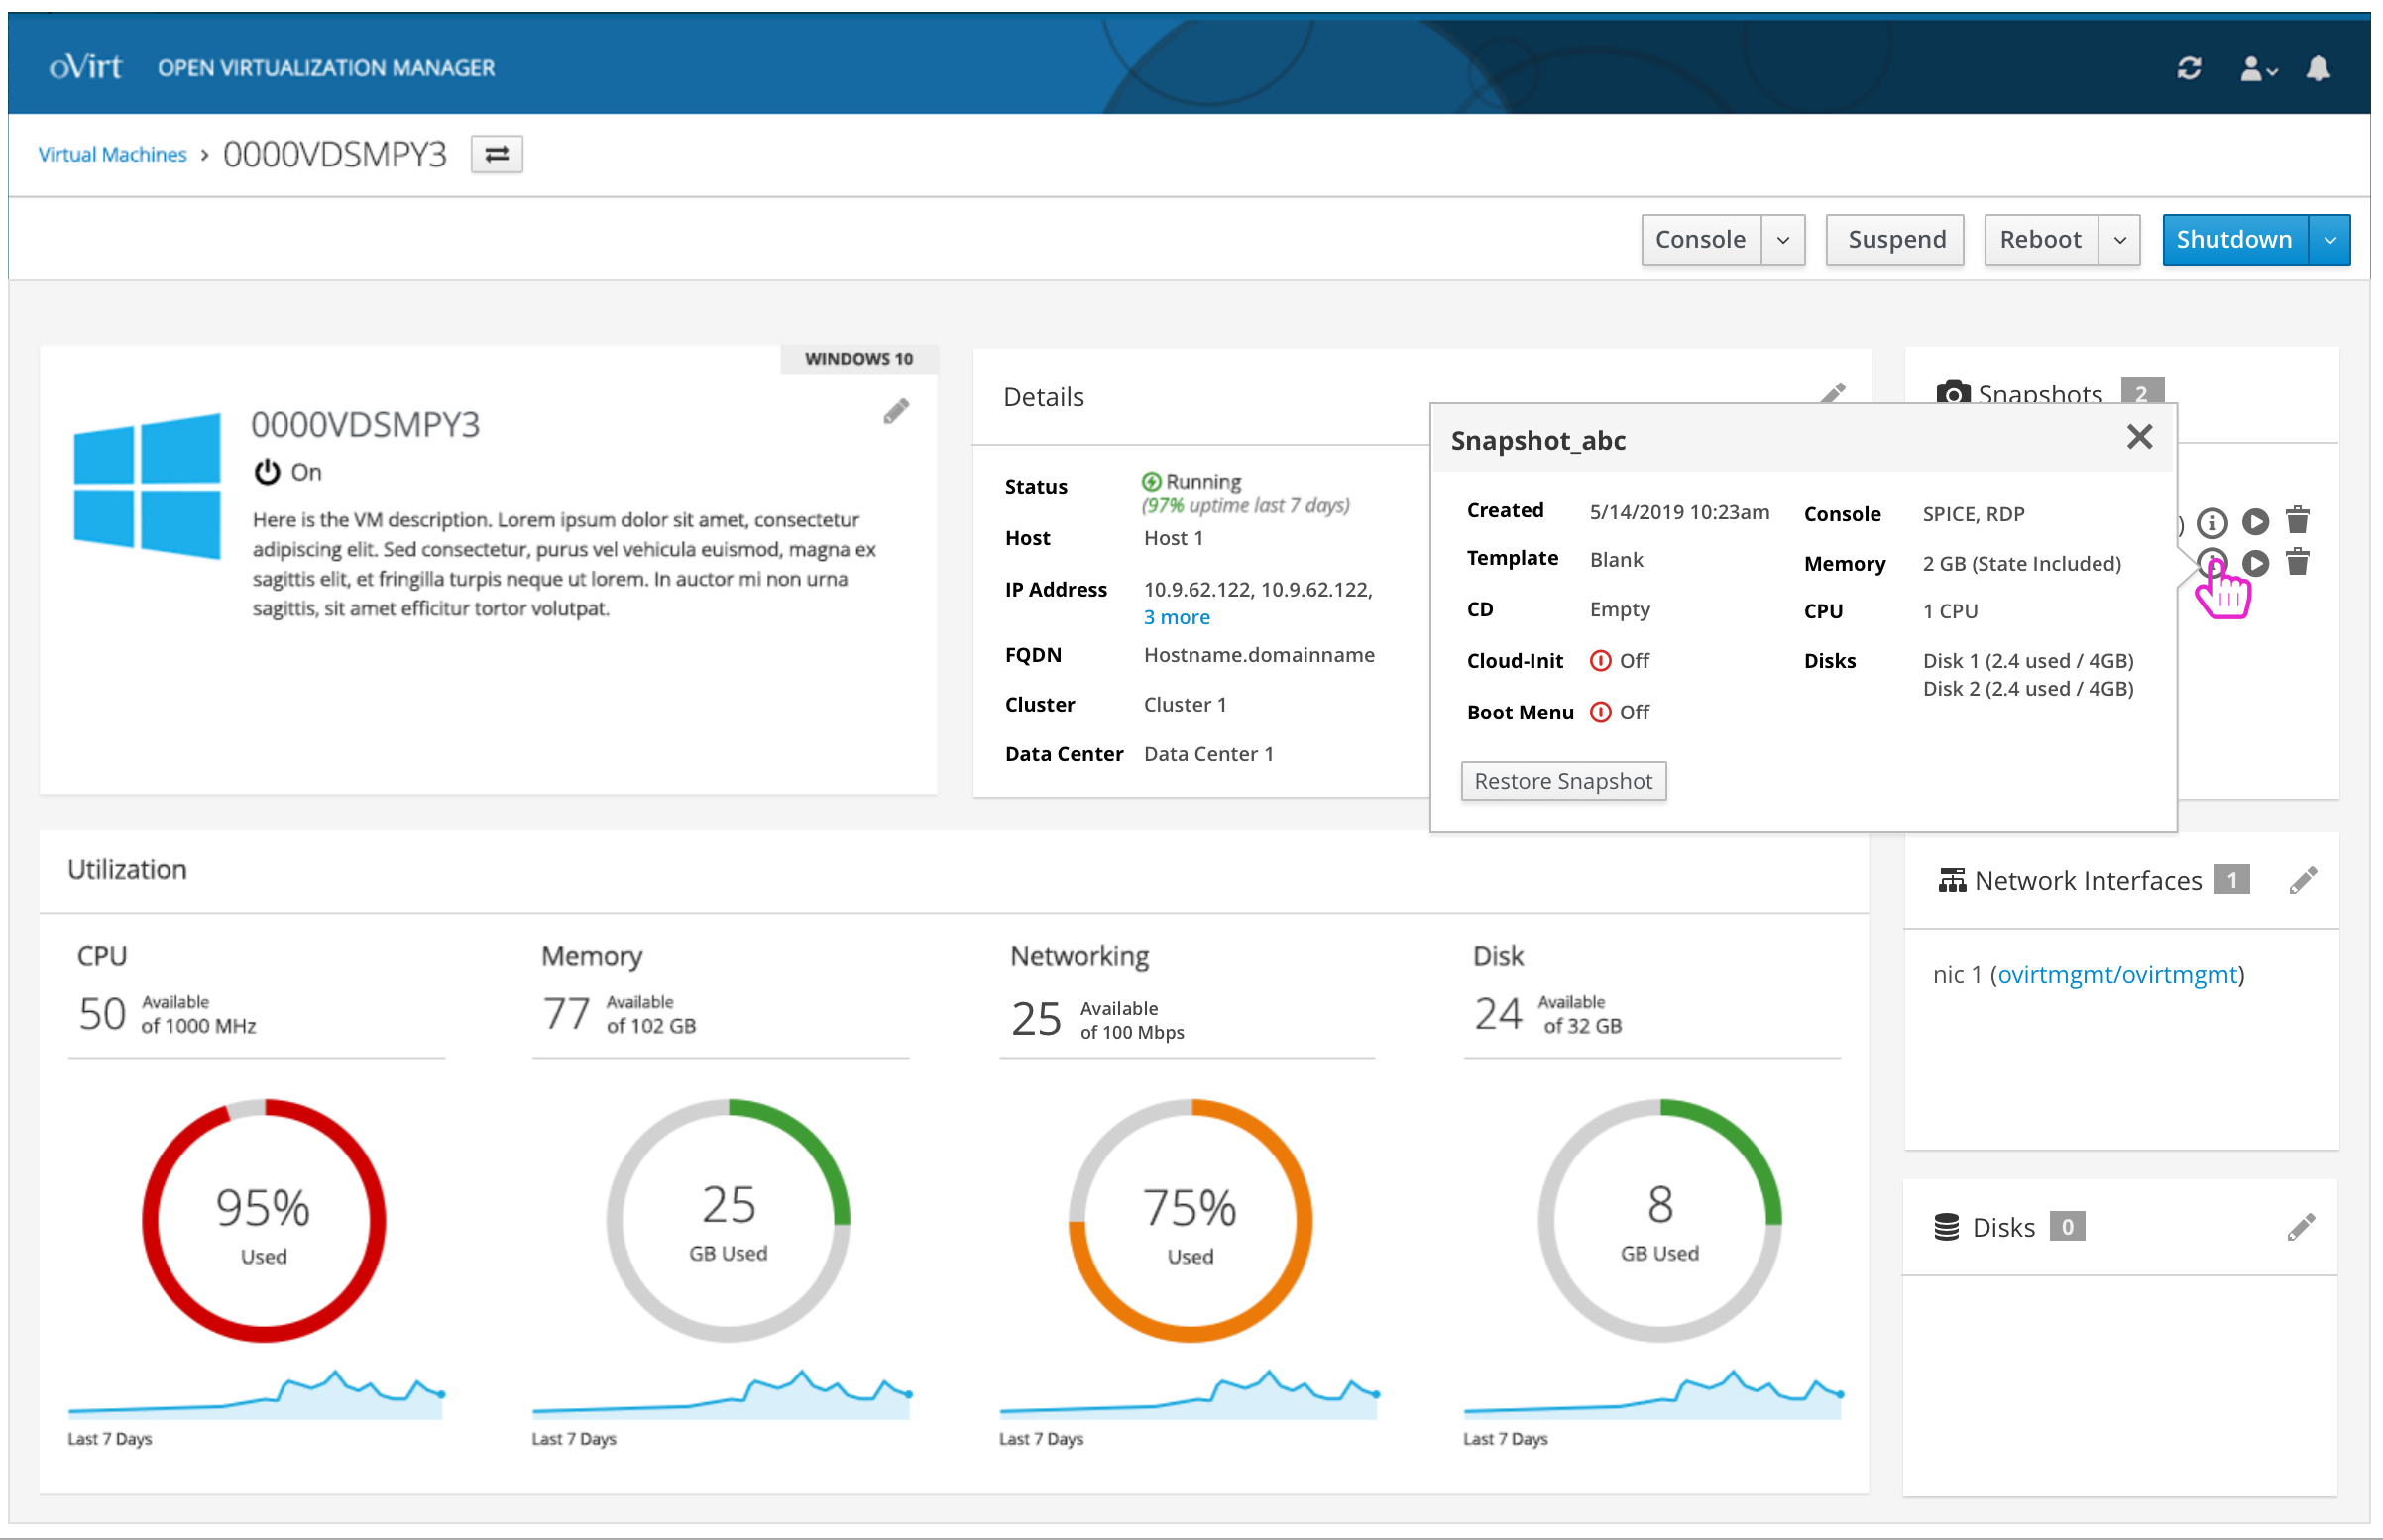 oVirt OPEN VIRTUALIZATION MANAGER
Virtual Machines > 0000VDSMPY3
Console Suspend Reboot Shutdown
WINDOWS 10
0000VDSMPY3
On
Here is the VM description. Lorem ipsum dolor sit amet, consectetur
adipiscing elit. Sed consectetur, purus vel vehicula euismod, magna ex
sagittis elit, et fringilla turpis neque ut lorem. In auctor mi non urna
sagittis, sit amet efficitur tortor volutpat.
Details
Status Running
(97% uptime last 7 days)
Host Host 1
IP Address 10.9.62.122, 10.9.62.122,
3 more
FQDN Hostname.domainname
Cluster Cluster 1
Data Center Data Center 1
Snapshots 2
)
Snapshot_abc
Created 5/14/2019 10:23am
Template Blank
CD Empty
Cloud-Init Off
Boot Menu Off
Console SPICE, RDP
Memory 2 GB (State Included)
CPU 1 CPU
Disks Disk 1 (2.4 used / 4GB)
Disk 2 (2.4 used / 4GB)
Restore Snapshot
Utilization
CPU
50 Available
of 1000 MHz
95%
Used
Last 7 Days
Memory
77 Available
of 102 GB
25
GB Used
Last 7 Days
Networking
25 Available
of 100 Mbps
75%
Used
Last 7 Days
Disk
24 Available
of 32 GB
8
GB Used
Last 7 Days
Network Interfaces 1
nic 1 (ovirtmgmt/ovirtmgmt)
Disks 0